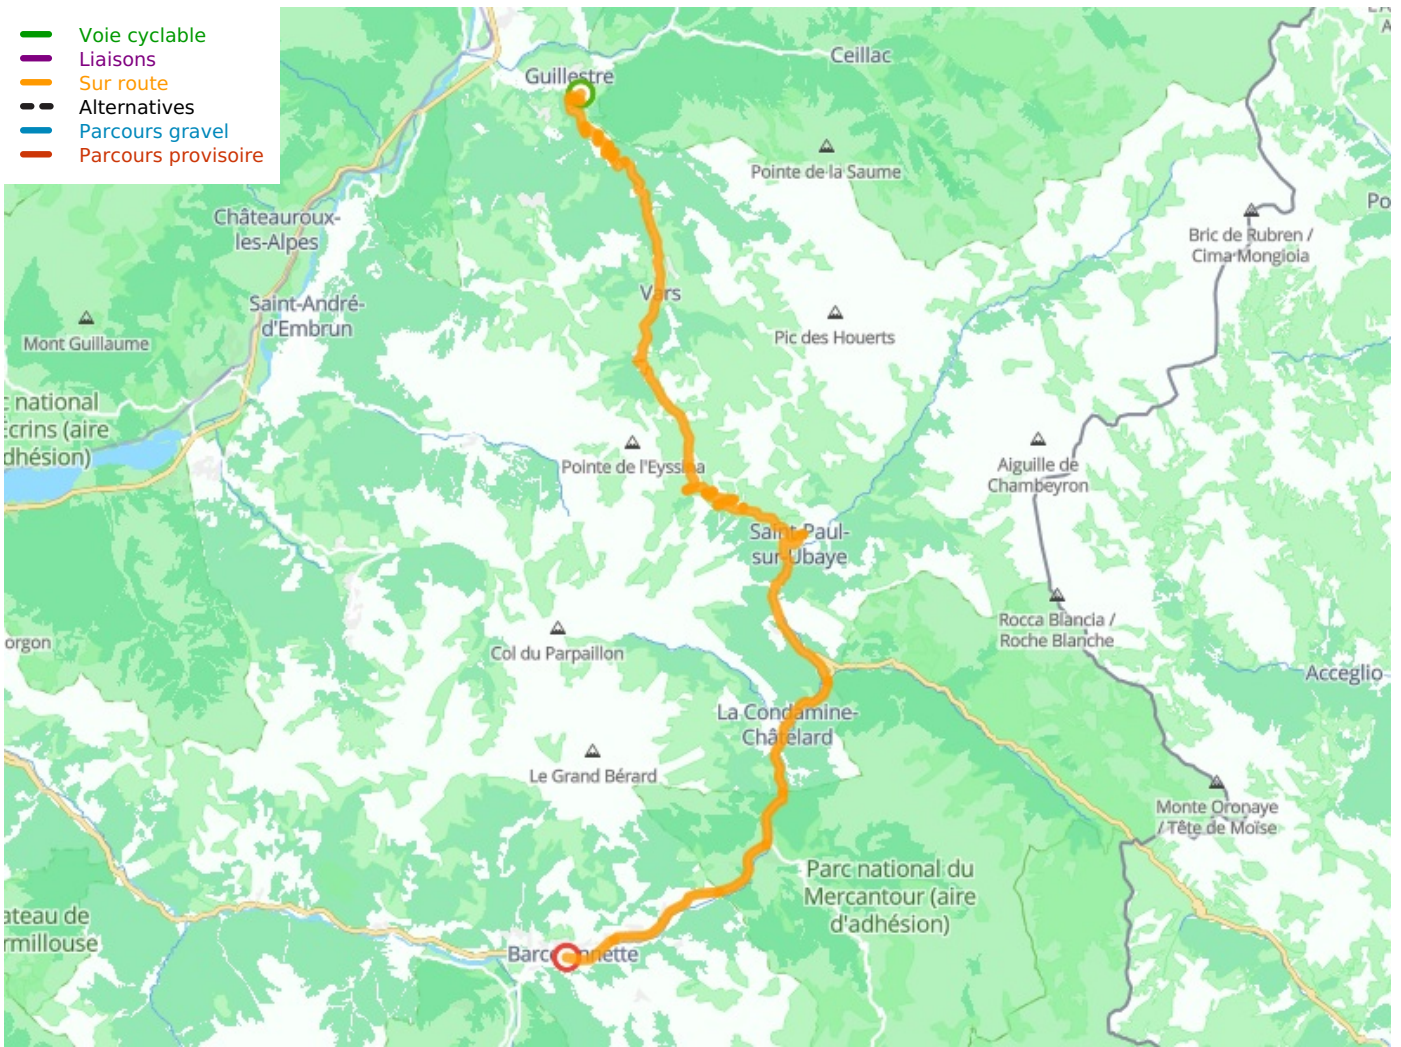 Voie cyclable
Liaisons
Sur route
Alternatives
Parcours gravel
Parcours provisoire
Guillestre
Ceillac
Pointe de la Saume
Châteauroux-
les-Alpes
Bric de Rubren /
Cima Mongioia
Saint-André-
d'Embrun
Vars
Mont Guillaume
Pic des Houerts
national
Écrins (aire
dhésion)
Pointe de l'Eyssina
Aiguille de
Chambeyron
Saint-Paul-
sur-Ubaye
Rocca Blancia /
Roche Blanche
orgon
Col du Parpaillon
Acceglio
La Condamine-
Châtelard
Le Grand Bérard
Monte Oronaye
/ Tête de Moïse
Parc national du
Mercantour (aire
d'adhésion)
ateau de
rmillouse
Barcelonnette